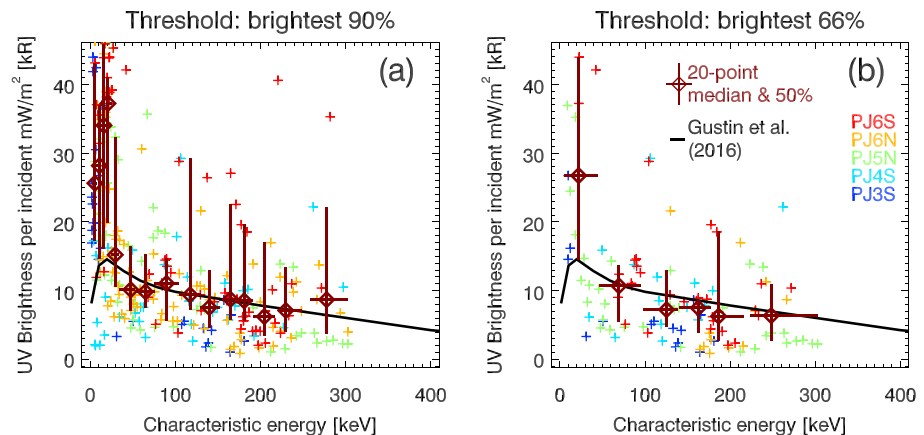 Threshold: brightest 90%
UV Brightness per incident mW/m² [kR]
40
30
20
10
0
(a)
0 100 200 300 400
Characteristic energy [keV]
Threshold: brightest 66%
UV Brightness per incident mW/m² [kR]
40
30
20
10
0
(b)
20-point
median & 50%
Gustin et al.
(2016)
PJ6S
PJ6N
PJ5N
PJ4S
PJ3S
0 100 200 300 400
Characteristic energy [keV]